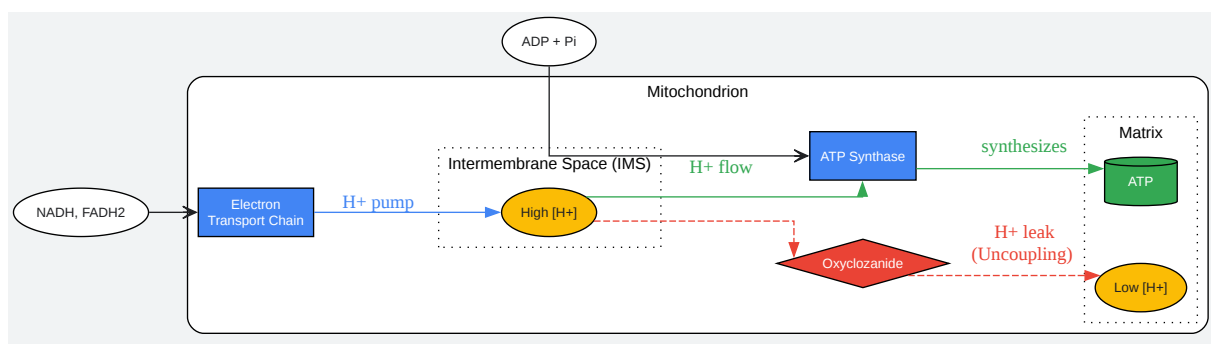 ADP + Pi
Mitochondrion
Matrix
Intermembrane Space (IMS)
ATP Synthase
synthesizes
H+ flow
ATP
NADH, FADH2
Electron
Transport Chain
H+ pump
High [H+]
H+ leak
(Uncoupling)
Oxyclozanide
Low [H+]